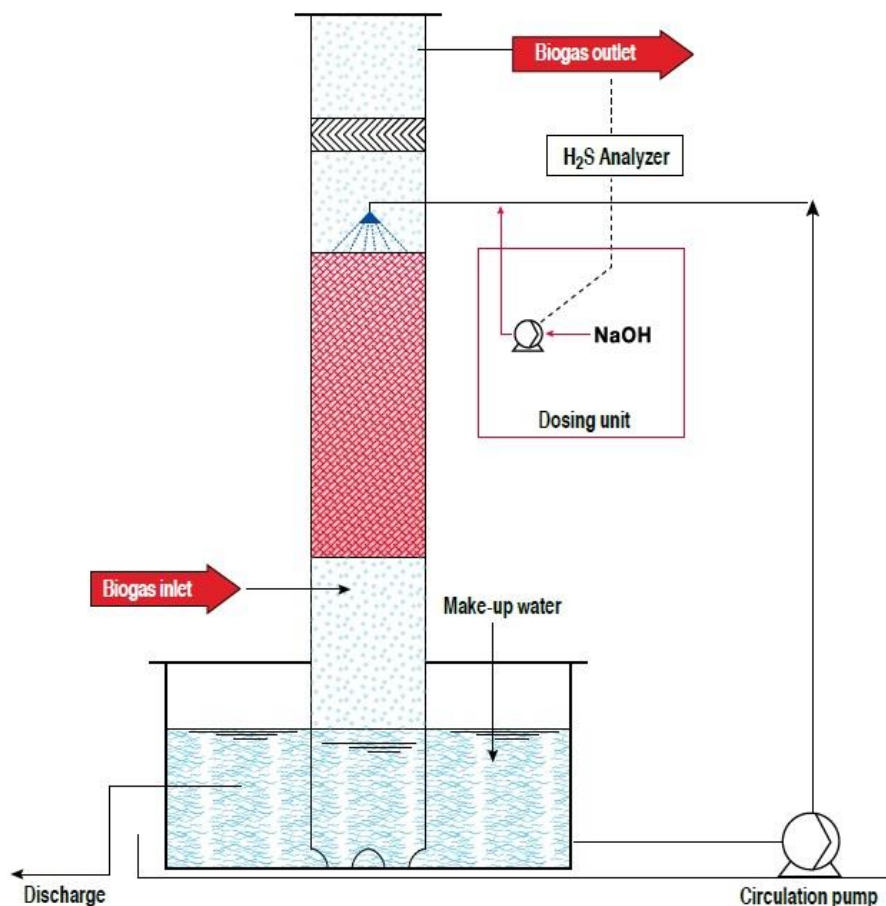 Biogas outlet
H₂S Analyzer
NaOH
Dosing unit
Biogas inlet
Make-up water
Discharge
Circulation pump